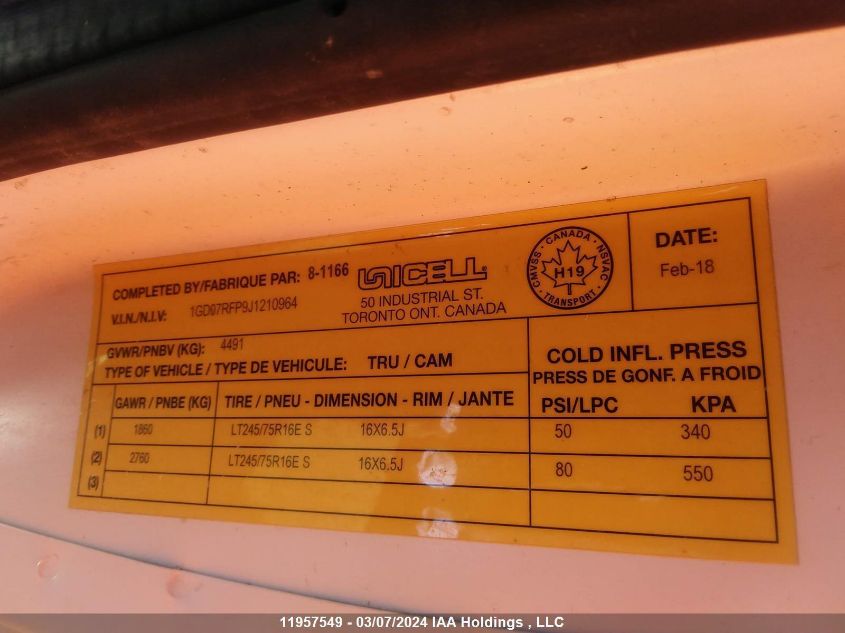 COMPLETED BY/FABRIQUE PAR: 8-1166
UNICELL
50 INDUSTRIAL ST.
TORONTO ONT. CANADA
V.I.N./N.I.V: 1GD07RFP9J1210964
CANADA
CMVSS · NSVAC
H19
TRANSPORT
DATE:
Feb-18
GVWR/PNBV (KG): 4491
TYPE OF VEHICLE / TYPE DE VEHICULE: TRU / CAM
COLD INFL. PRESS
PRESS DE GONF. A FROID
GAWR / PNBE (KG) TIRE / PNEU - DIMENSION - RIM / JANTE PSI/LPC KPA
(1) 1860 LT245/75R16E S 16X6.5J 50 340
(2) 2760 LT245/75R16E S 16X6.5J 80 550
(3)
11957549 - 03/07/2024 IAA Holdings , LLC